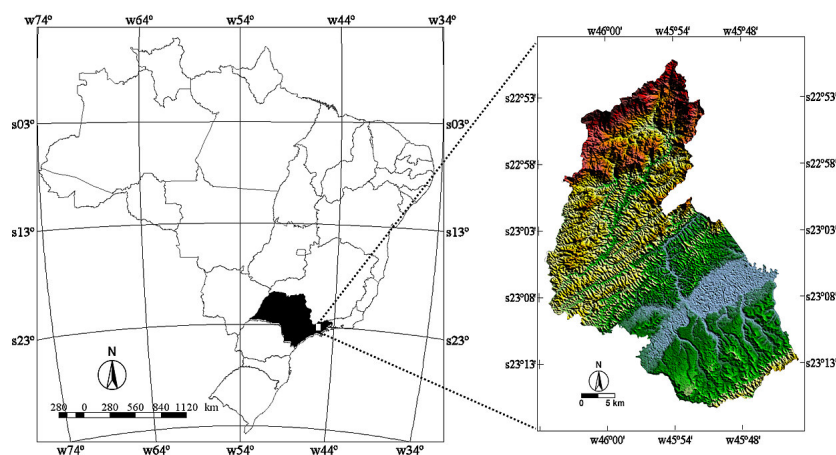 w74º w64º w54º w44º w34º
s03º s03º
s13º s13º
s23º s23º
N
280 0 280 560 840 1120 km
w74º w64º w54º w44º w34º
w46º00' w45º54' w45º48'
s22º53' s22º53'
s22º58' s22º58'
s23º03' s23º03'
s23º08' s23º08'
s23º13' s23º13'
N
0 5 km
w46º00' w45º54' w45º48'